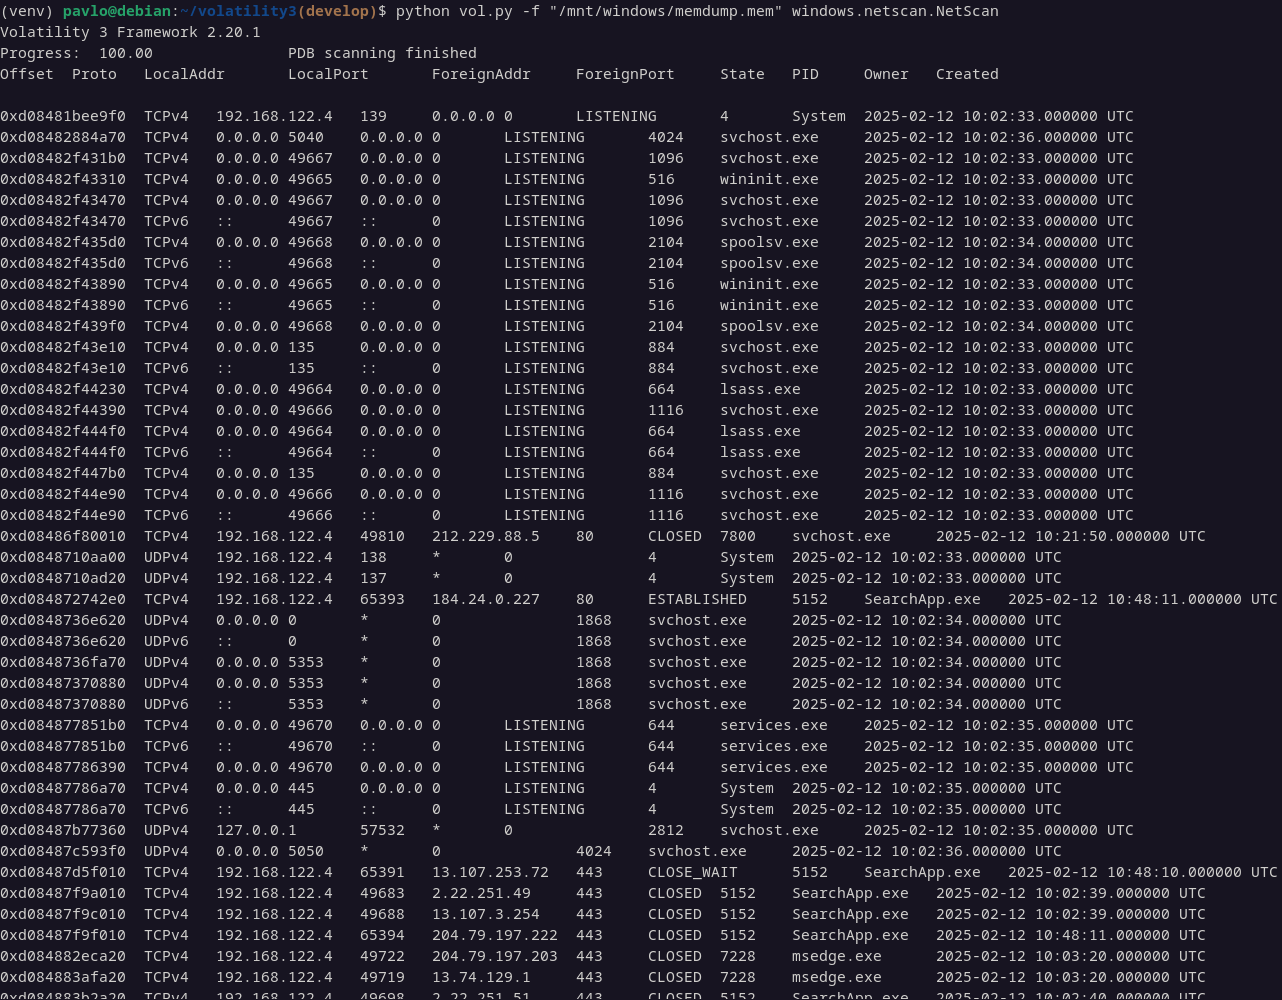 (venv) pavlo@debian:~/volatility3(develop)$ python vol.py -f "/mnt/windows/memdump.mem" windows.netscan.NetScan
Volatility 3 Framework 2.20.1
Progress:  100.00               PDB scanning finished
Offset  Proto   LocalAddr       LocalPort       ForeignAddr     ForeignPort     State   PID     Owner   Created
0xd08481bee9f0  TCPv4   192.168.122.4   139     0.0.0.0 0       LISTENING       4       System  2025-02-12 10:02:33.000000 UTC
0xd08482884a70  TCPv4   0.0.0.0 5040    0.0.0.0 0       LISTENING       4024    svchost.exe     2025-02-12 10:02:36.000000 UTC
0xd08482f431b0  TCPv4   0.0.0.0 49667   0.0.0.0 0       LISTENING       1096    svchost.exe     2025-02-12 10:02:33.000000 UTC
0xd08482f43310  TCPv4   0.0.0.0 49665   0.0.0.0 0       LISTENING       516     wininit.exe     2025-02-12 10:02:33.000000 UTC
0xd08482f43470  TCPv4   0.0.0.0 49667   0.0.0.0 0       LISTENING       1096    svchost.exe     2025-02-12 10:02:33.000000 UTC
0xd08482f43470  TCPv6   ::      49667   ::      0       LISTENING       1096    svchost.exe     2025-02-12 10:02:33.000000 UTC
0xd08482f435d0  TCPv4   0.0.0.0 49668   0.0.0.0 0       LISTENING       2104    spoolsv.exe     2025-02-12 10:02:34.000000 UTC
0xd08482f435d0  TCPv6   ::      49668   ::      0       LISTENING       2104    spoolsv.exe     2025-02-12 10:02:34.000000 UTC
0xd08482f43890  TCPv4   0.0.0.0 49665   0.0.0.0 0       LISTENING       516     wininit.exe     2025-02-12 10:02:33.000000 UTC
0xd08482f43890  TCPv6   ::      49665   ::      0       LISTENING       516     wininit.exe     2025-02-12 10:02:33.000000 UTC
0xd08482f439f0  TCPv4   0.0.0.0 49668   0.0.0.0 0       LISTENING       2104    spoolsv.exe     2025-02-12 10:02:34.000000 UTC
0xd08482f43e10  TCPv4   0.0.0.0 135     0.0.0.0 0       LISTENING       884     svchost.exe     2025-02-12 10:02:33.000000 UTC
0xd08482f43e10  TCPv6   ::      135     ::      0       LISTENING       884     svchost.exe     2025-02-12 10:02:33.000000 UTC
0xd08482f44230  TCPv4   0.0.0.0 49664   0.0.0.0 0       LISTENING       664     lsass.exe       2025-02-12 10:02:33.000000 UTC
0xd08482f44390  TCPv4   0.0.0.0 49666   0.0.0.0 0       LISTENING       1116    svchost.exe     2025-02-12 10:02:33.000000 UTC
0xd08482f444f0  TCPv4   0.0.0.0 49664   0.0.0.0 0       LISTENING       664     lsass.exe       2025-02-12 10:02:33.000000 UTC
0xd08482f444f0  TCPv6   ::      49664   ::      0       LISTENING       664     lsass.exe       2025-02-12 10:02:33.000000 UTC
0xd08482f447b0  TCPv4   0.0.0.0 135     0.0.0.0 0       LISTENING       884     svchost.exe     2025-02-12 10:02:33.000000 UTC
0xd08482f44e90  TCPv4   0.0.0.0 49666   0.0.0.0 0       LISTENING       1116    svchost.exe     2025-02-12 10:02:33.000000 UTC
0xd08482f44e90  TCPv6   ::      49666   ::      0       LISTENING       1116    svchost.exe     2025-02-12 10:02:33.000000 UTC
0xd08486f80010  TCPv4   192.168.122.4   49810   212.229.88.5    80      CLOSED  7800    svchost.exe     2025-02-12 10:21:50.000000 UTC
0xd0848710aa00  UDPv4   192.168.122.4   138     *       0               4       System  2025-02-12 10:02:33.000000 UTC
0xd0848710ad20  UDPv4   192.168.122.4   137     *       0               4       System  2025-02-12 10:02:33.000000 UTC
0xd084872742e0  TCPv4   192.168.122.4   65393   184.24.0.227    80      ESTABLISHED     5152    SearchApp.exe   2025-02-12 10:48:11.000000 UTC
0xd0848736e620  UDPv4   0.0.0.0 0       *       0               1868    svchost.exe     2025-02-12 10:02:34.000000 UTC
0xd0848736e620  UDPv6   ::      0       *       0               1868    svchost.exe     2025-02-12 10:02:34.000000 UTC
0xd0848736fa70  UDPv4   0.0.0.0 5353    *       0               1868    svchost.exe     2025-02-12 10:02:34.000000 UTC
0xd08487370880  UDPv4   0.0.0.0 5353    *       0               1868    svchost.exe     2025-02-12 10:02:34.000000 UTC
0xd08487370880  UDPv6   ::      5353    *       0               1868    svchost.exe     2025-02-12 10:02:34.000000 UTC
0xd084877851b0  TCPv4   0.0.0.0 49670   0.0.0.0 0       LISTENING       644     services.exe    2025-02-12 10:02:35.000000 UTC
0xd084877851b0  TCPv6   ::      49670   ::      0       LISTENING       644     services.exe    2025-02-12 10:02:35.000000 UTC
0xd08487786390  TCPv4   0.0.0.0 49670   0.0.0.0 0       LISTENING       644     services.exe    2025-02-12 10:02:35.000000 UTC
0xd08487786a70  TCPv4   0.0.0.0 445     0.0.0.0 0       LISTENING       4       System  2025-02-12 10:02:35.000000 UTC
0xd08487786a70  TCPv6   ::      445     ::      0       LISTENING       4       System  2025-02-12 10:02:35.000000 UTC
0xd08487b77360  UDPv4   127.0.0.1       57532   *       0               2812    svchost.exe     2025-02-12 10:02:35.000000 UTC
0xd08487c593f0  UDPv4   0.0.0.0 5050    *       0               4024    svchost.exe     2025-02-12 10:02:36.000000 UTC
0xd08487d5f010  TCPv4   192.168.122.4   65391   13.107.253.72   443     CLOSE_WAIT      5152    SearchApp.exe   2025-02-12 10:48:10.000000 UTC
0xd08487f9a010  TCPv4   192.168.122.4   49683   2.22.251.49     443     CLOSED  5152    SearchApp.exe   2025-02-12 10:02:39.000000 UTC
0xd08487f9c010  TCPv4   192.168.122.4   49688   13.107.3.254    443     CLOSED  5152    SearchApp.exe   2025-02-12 10:02:39.000000 UTC
0xd08487f9f010  TCPv4   192.168.122.4   65394   204.79.197.222  443     CLOSED  5152    SearchApp.exe   2025-02-12 10:48:11.000000 UTC
0xd084882eca20  TCPv4   192.168.122.4   49722   204.79.197.203  443     CLOSED  7228    msedge.exe      2025-02-12 10:03:20.000000 UTC
0xd084883afa20  TCPv4   192.168.122.4   49719   13.74.129.1     443     CLOSED  7228    msedge.exe      2025-02-12 10:03:20.000000 UTC
0xd084883b2a20  TCPv4   192.168.122.4   49698   2.22.251.51     443     CLOSED  5152    SearchApp.exe   2025-02-12 10:02:40.000000 UTC